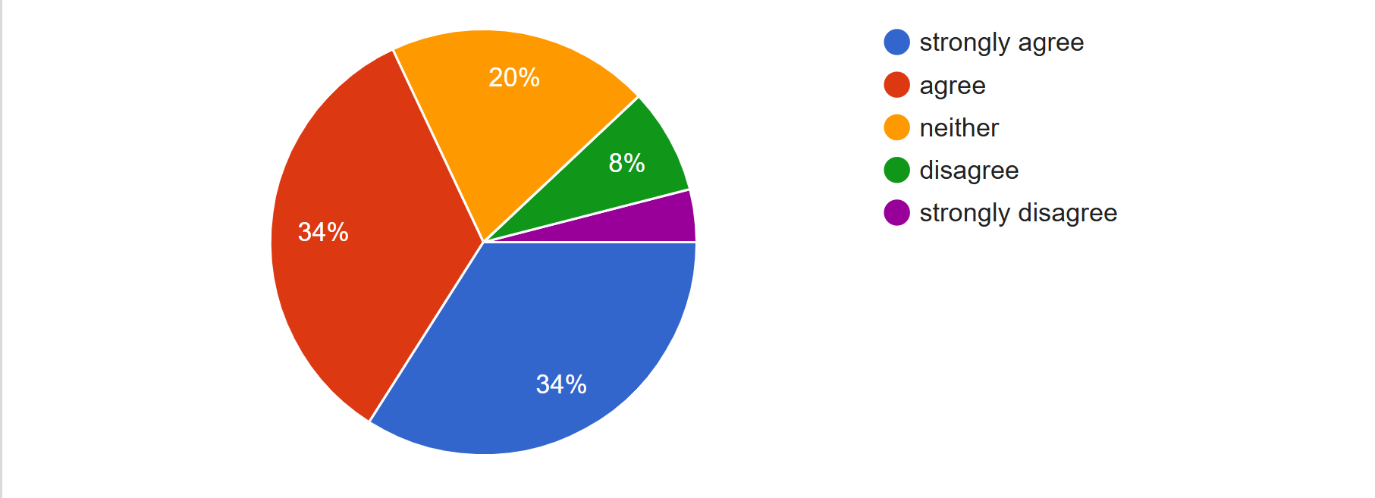 20%
8%
34%
34%
strongly agree
agree
neither
disagree
strongly disagree